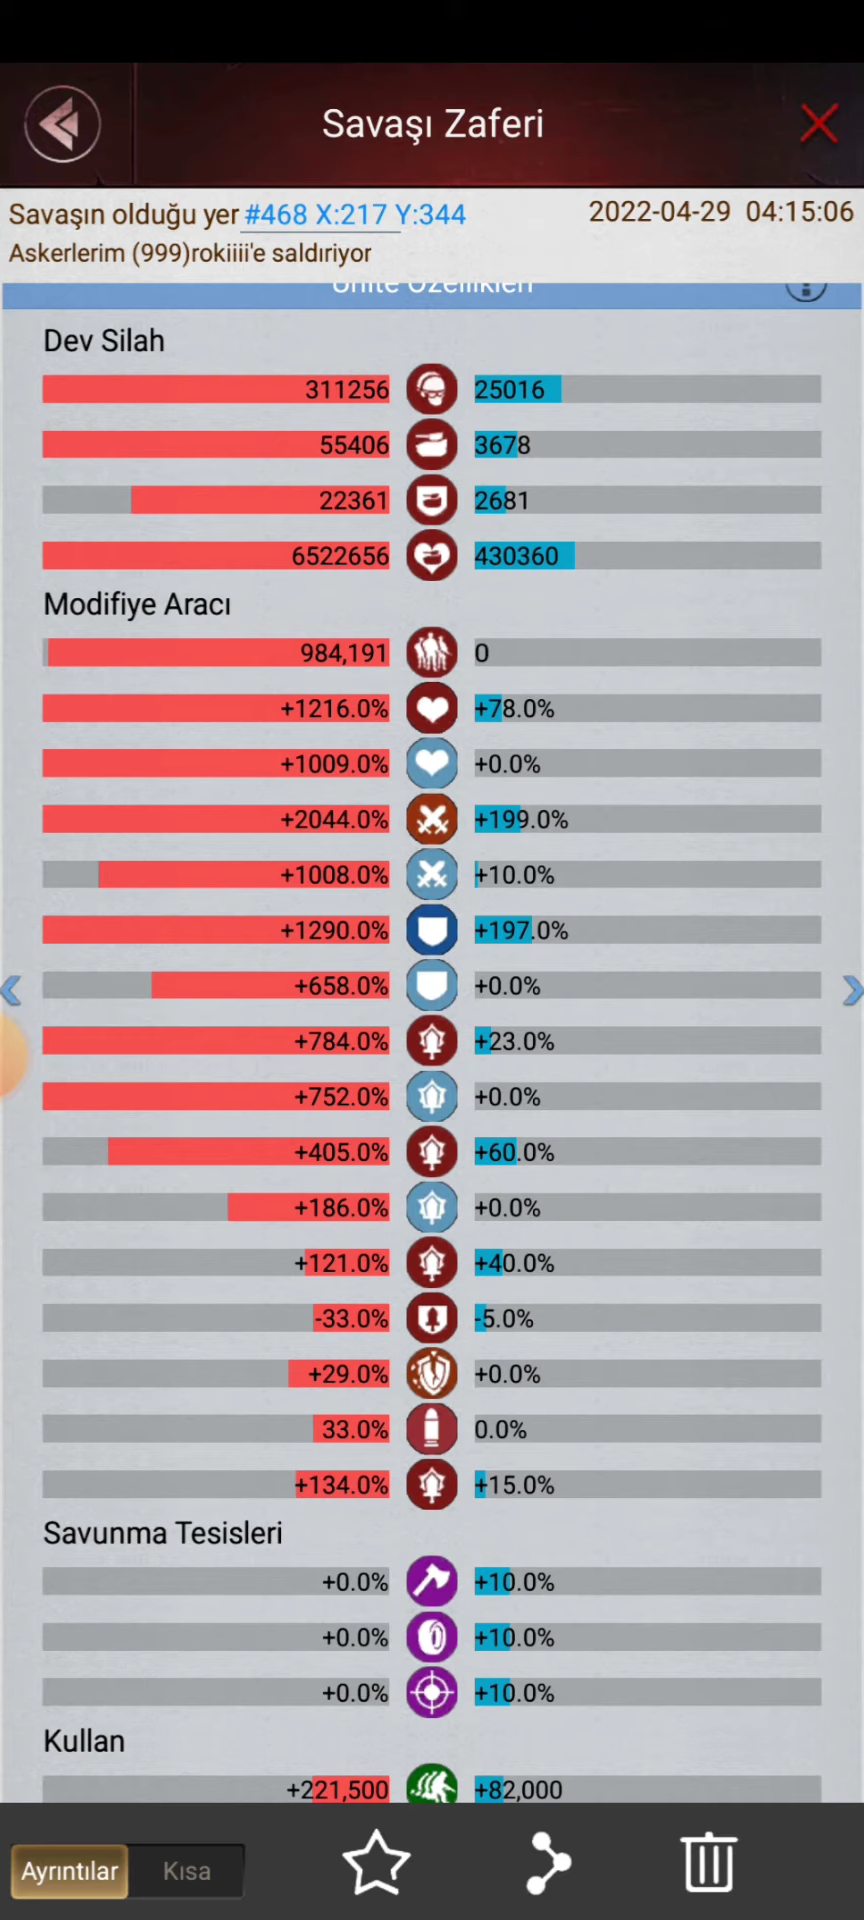 Savaşı Zaferi
Savaşın olduğu yer #468 X:217 Y:344 2022-04-29 04:15:06
Askerlerim (999)rokiiii'e saldırıyor
Ünite Özellikleri
Dev Silah
311256 25016
55406 3678
22361 2681
6522656 430360
Modifiye Aracı
984,191 0
+1216.0% +78.0%
+1009.0% +0.0%
+2044.0% +199.0%
+1008.0% +10.0%
+1290.0% +197.0%
+658.0% +0.0%
+784.0% +23.0%
+752.0% +0.0%
+405.0% +60.0%
+186.0% +0.0%
+121.0% +40.0%
-33.0% -5.0%
+29.0% +0.0%
33.0% 0.0%
+134.0% +15.0%
Savunma Tesisleri
+0.0% +10.0%
+0.0% +10.0%
+0.0% +10.0%
Kullan
+221,500 +82,000
Ayrıntılar Kısa